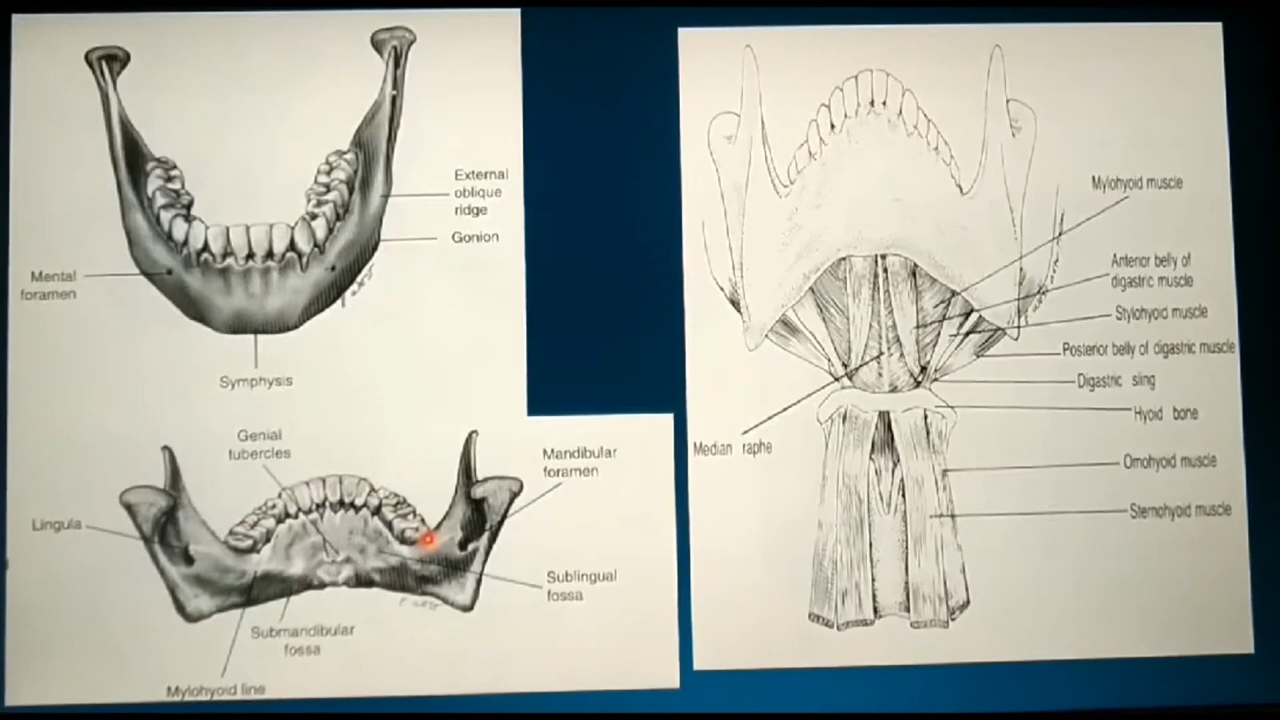 External
oblique
ridge
Gonion
Mental
foramen
Symphysis
Genial
tubercles
Mandibular
foramen
Lingula
Sublingual
fossa
Submandibular
fossa
Mylohyoid line
Mylohyoid muscle
Anterior belly of
digastric muscle
Stylohyoid muscle
Posterior belly of digastric muscle
Digastric sling
Hyoid bone
Median raphe
Omohyoid muscle
Sternohyoid muscle